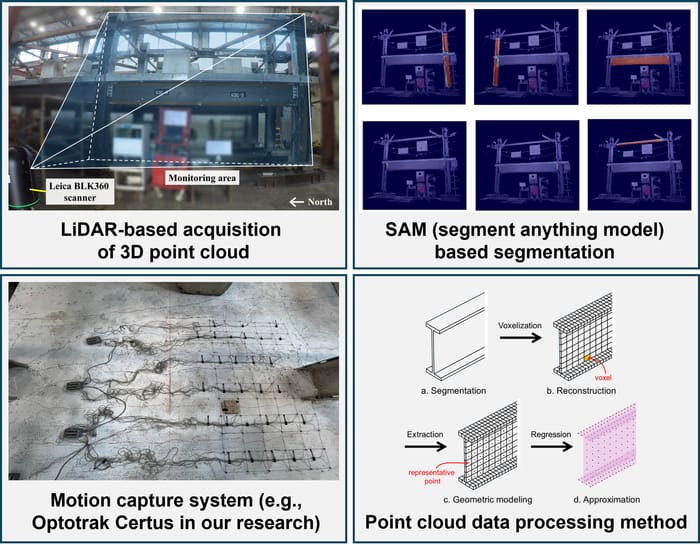 Leica BLK360
scanner
Monitoring area
← North
LiDAR-based acquisition
of 3D point cloud
SAM (segment anything model)
based segmentation
Motion capture system (e.g.,
Optotrak Certus in our research)
Voxelization
voxel
a. Segmentation
b. Reconstruction
Extraction
Regression
representative
point
c. Geometric modeling
d. Approximation
Point cloud data processing method